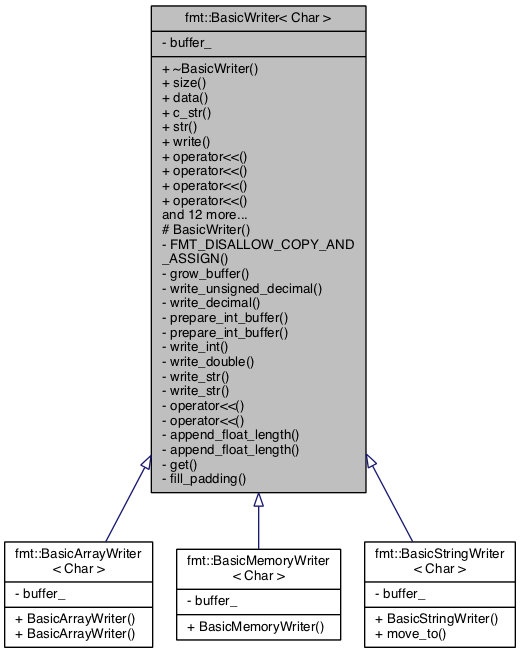 fmt::BasicWriter< Char >
- buffer_
+ ~BasicWriter()
+ size()
+ data()
+ c_str()
+ str()
+ write()
+ operator<<()
+ operator<<()
+ operator<<()
+ operator<<()
and 12 more...
# BasicWriter()
- FMT_DISALLOW_COPY_AND
_ASSIGN()
- grow_buffer()
- write_unsigned_decimal()
- write_decimal()
- prepare_int_buffer()
- prepare_int_buffer()
- write_int()
- write_double()
- write_str()
- write_str()
- operator<<()
- operator<<()
- append_float_length()
- append_float_length()
- get()
- fill_padding()
fmt::BasicArrayWriter
< Char >
- buffer_
+ BasicArrayWriter()
+ BasicArrayWriter()
fmt::BasicMemoryWriter
< Char >
- buffer_
+ BasicMemoryWriter()
fmt::BasicStringWriter
< Char >
- buffer_
+ BasicStringWriter()
+ move_to()